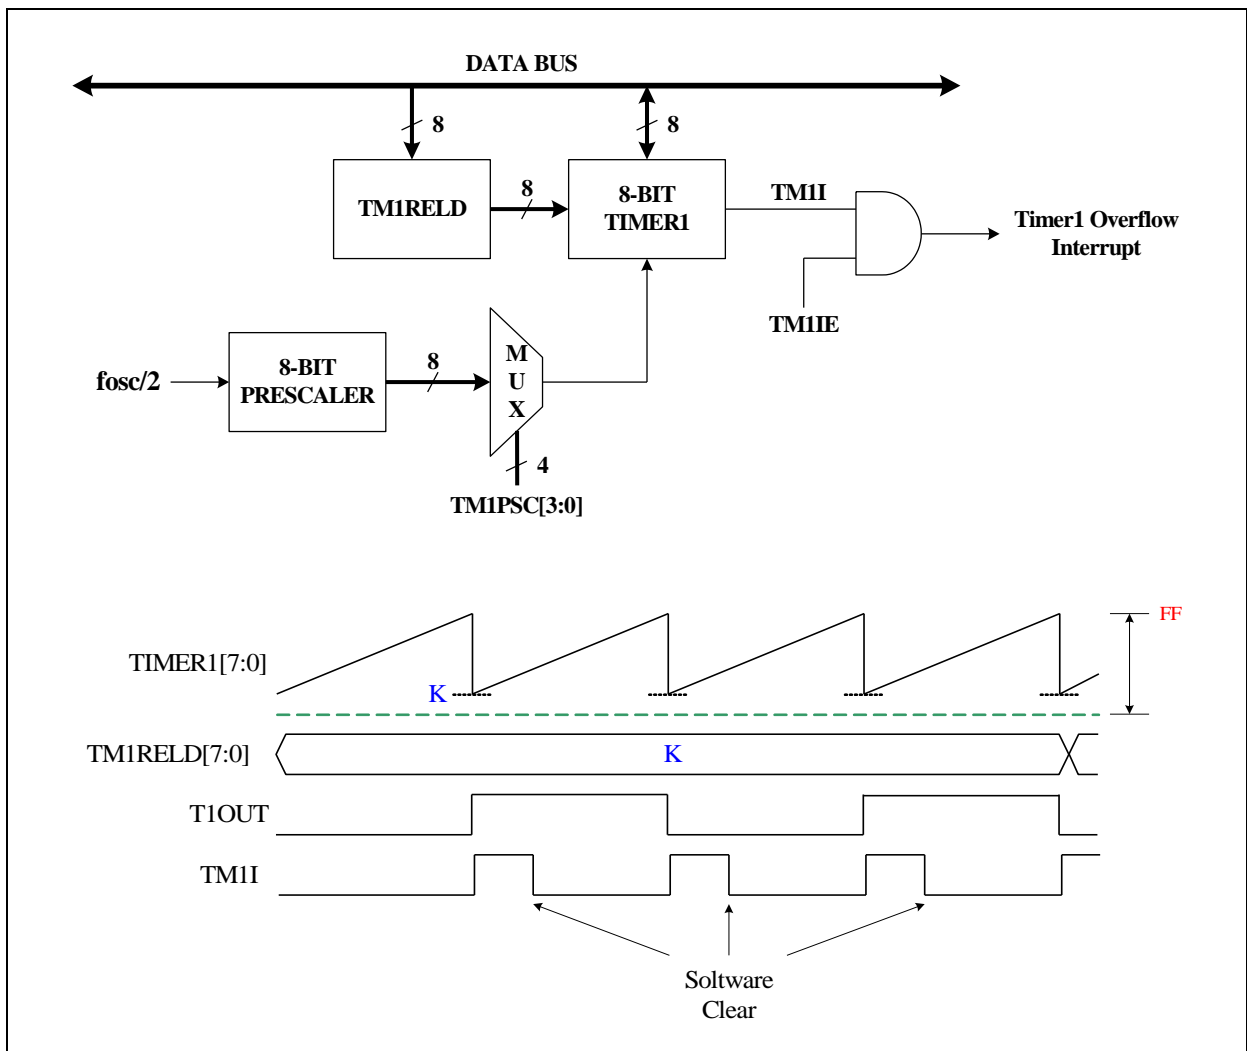 DATA BUS
8
8
TM1RELD
8
8-BIT
TIMER1
TM1I
Timer1 Overflow
Interrupt
TM1IE
fosc/2
8-BIT
PRESCALER
8
M
U
X
4
TM1PSC[3:0]
FF
TIMER1[7:0]
K
TM1RELD[7:0]
K
T1OUT
TM1I
Soltware
Clear